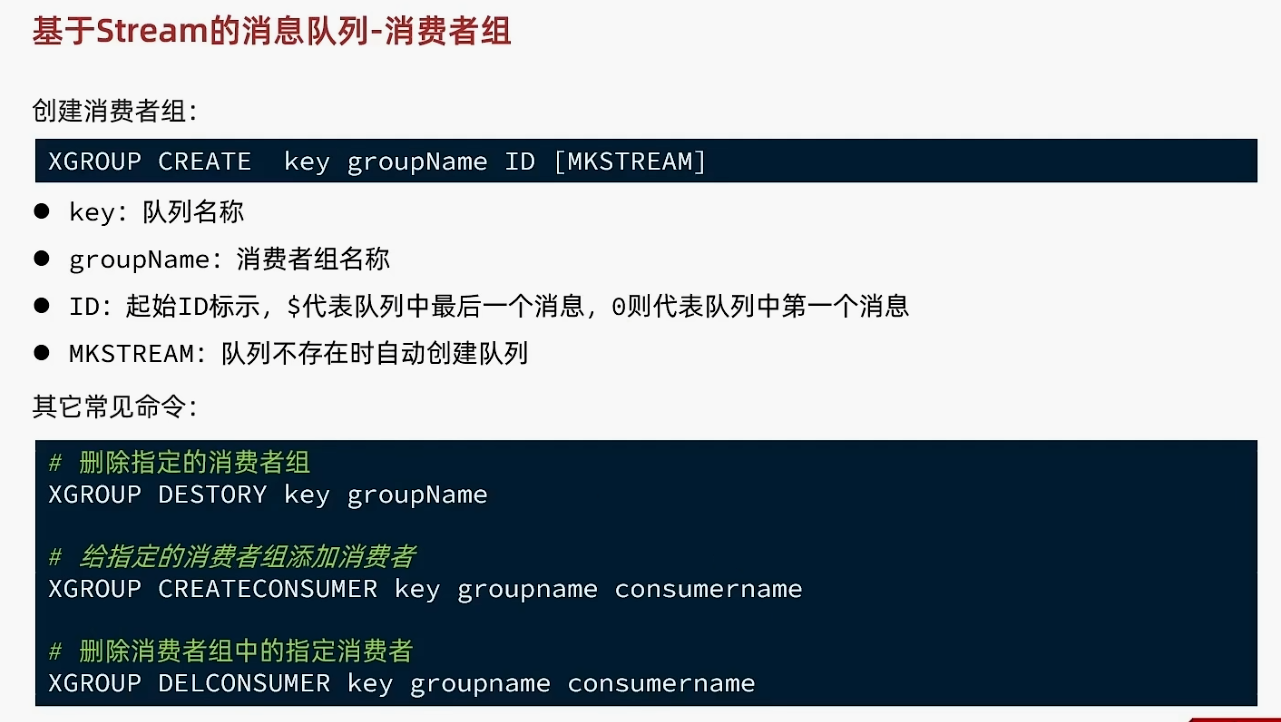 基于Stream的消息队列-消费者组
创建消费者组：
XGROUP CREATE  key groupName ID [MKSTREAM]
● key：队列名称
● groupName：消费者组名称
● ID：起始ID标示，$代表队列中最后一个消息，0则代表队列中第一个消息
● MKSTREAM：队列不存在时自动创建队列
其它常见命令：
# 删除指定的消费者组
XGROUP DESTORY key groupName
# 给指定的消费者组添加消费者
XGROUP CREATECONSUMER key groupname consumername
# 删除消费者组中的指定消费者
XGROUP DELCONSUMER key groupname consumername